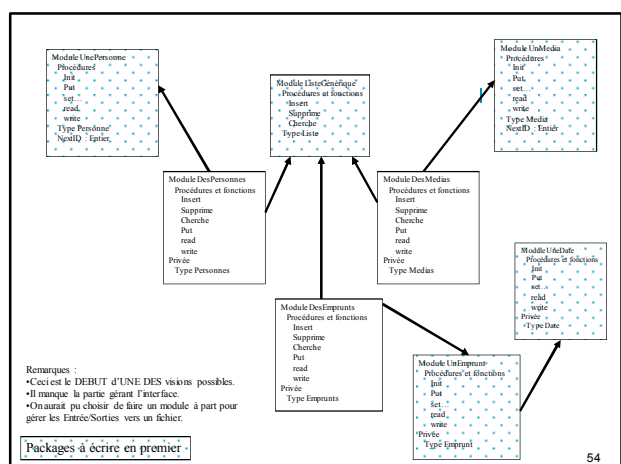 Module UnePersonne
Procédures
Init
Put
set…
read
write
Type Personne
NextID : Entier
Module ListeGénérique
Procédures et fonctions
Insert
Supprime
Cherche
Type Liste
Module UnMedia
Procédures
Init
Put
set…
read
write
Type Media
NextID : Entier
Module DesPersonnes
Procédures et fonctions
Insert
Supprime
Cherche
Put
read
write
Privée
Type Personnes
Module DesMedias
Procédures et fonctions
Insert
Supprime
Cherche
Put
read
write
Privée
Type Medias
Module UneDate
Procédures et fonctions
Init
Put
set…
read
write
Privée
Type Date
Module DesEmprunts
Procédures et fonctions
Insert
Supprime
Cherche
Put
read
write
Privée
Type Emprunts
Module UnEmprunt
Procédures et fonctions
Init
Put
set…
read
write
Privée
Type Emprunt
Remarques :
•Ceci est le DEBUT d'UNE DES visions possibles.
•Il manque la partie gérant l'interface.
•On aurait pu choisir de faire un module à part pour
gérer les Entrée/Sorties vers un fichier.
Packages à écrire en premier
54